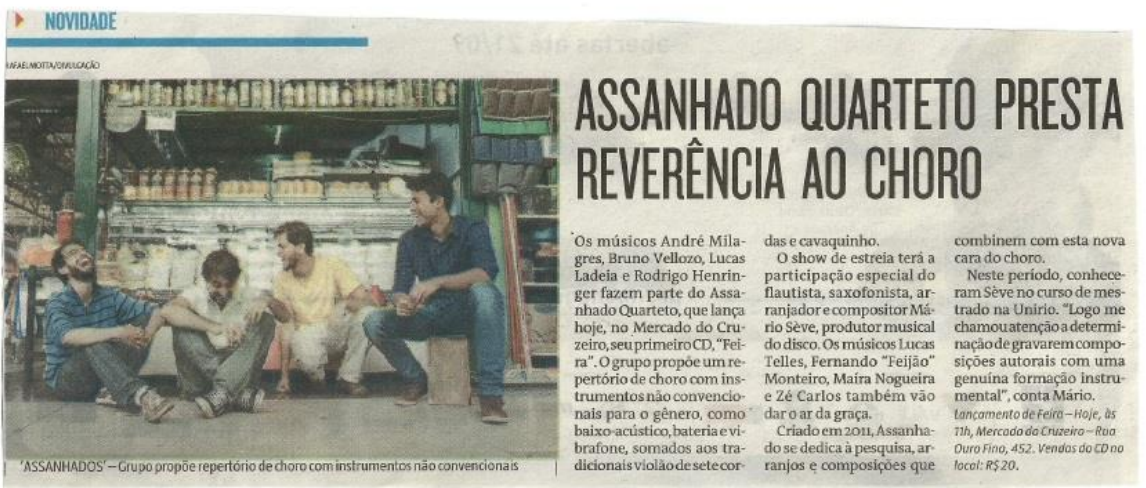 NOVIDADE
RAFAEL MOTTA/DIVULGAÇÃO
ASSANHADO QUARTETO PRESTA
REVERÊNCIA AO CHORO
Os músicos André Mila-
gres, Bruno Vellozo, Lucas
Ladeia e Rodrigo Henrin-
ger fazem parte do Assa-
nhado Quarteto, que lança
hoje, no Mercado do Cru-
zeiro, seu primeiro CD, "Fei-
ra". O grupo propõe um re-
pertório de choro com ins-
trumentos não convencio-
nais para o gênero, como
baixo-acústico, bateria e vi-
brafone, somados aos tra-
dicionais violão de sete cor-
das e cavaquinho.
O show de estreia terá a
participação especial do
flautista, saxofonista, ar-
ranjador e compositor Má-
rio Sève, produtor musical
do disco. Os músicos Lucas
Telles, Fernando "Feijão"
Monteiro, Maíra Nogueira
e Zé Carlos também vão
dar o ar da graça.
Criado em 2011, Assanha-
do se dedica à pesquisa, ar-
ranjos e composições que
combinem com esta nova
cara do choro.
Neste período, conhece-
ram Sève no curso de mes-
trado na Unirio. "Logo me
chamou atenção a determi-
nação de gravarem compo-
sições autorais com uma
genuína formação instru-
mental", conta Mário.
Lançamento de Feira – Hoje, às
11h, Mercado do Cruzeiro – Rua
Ouro Fino, 452. Vendas do CD no
local: R$ 20.
'ASSANHADOS' – Grupo propõe repertório de choro com instrumentos não convencionais